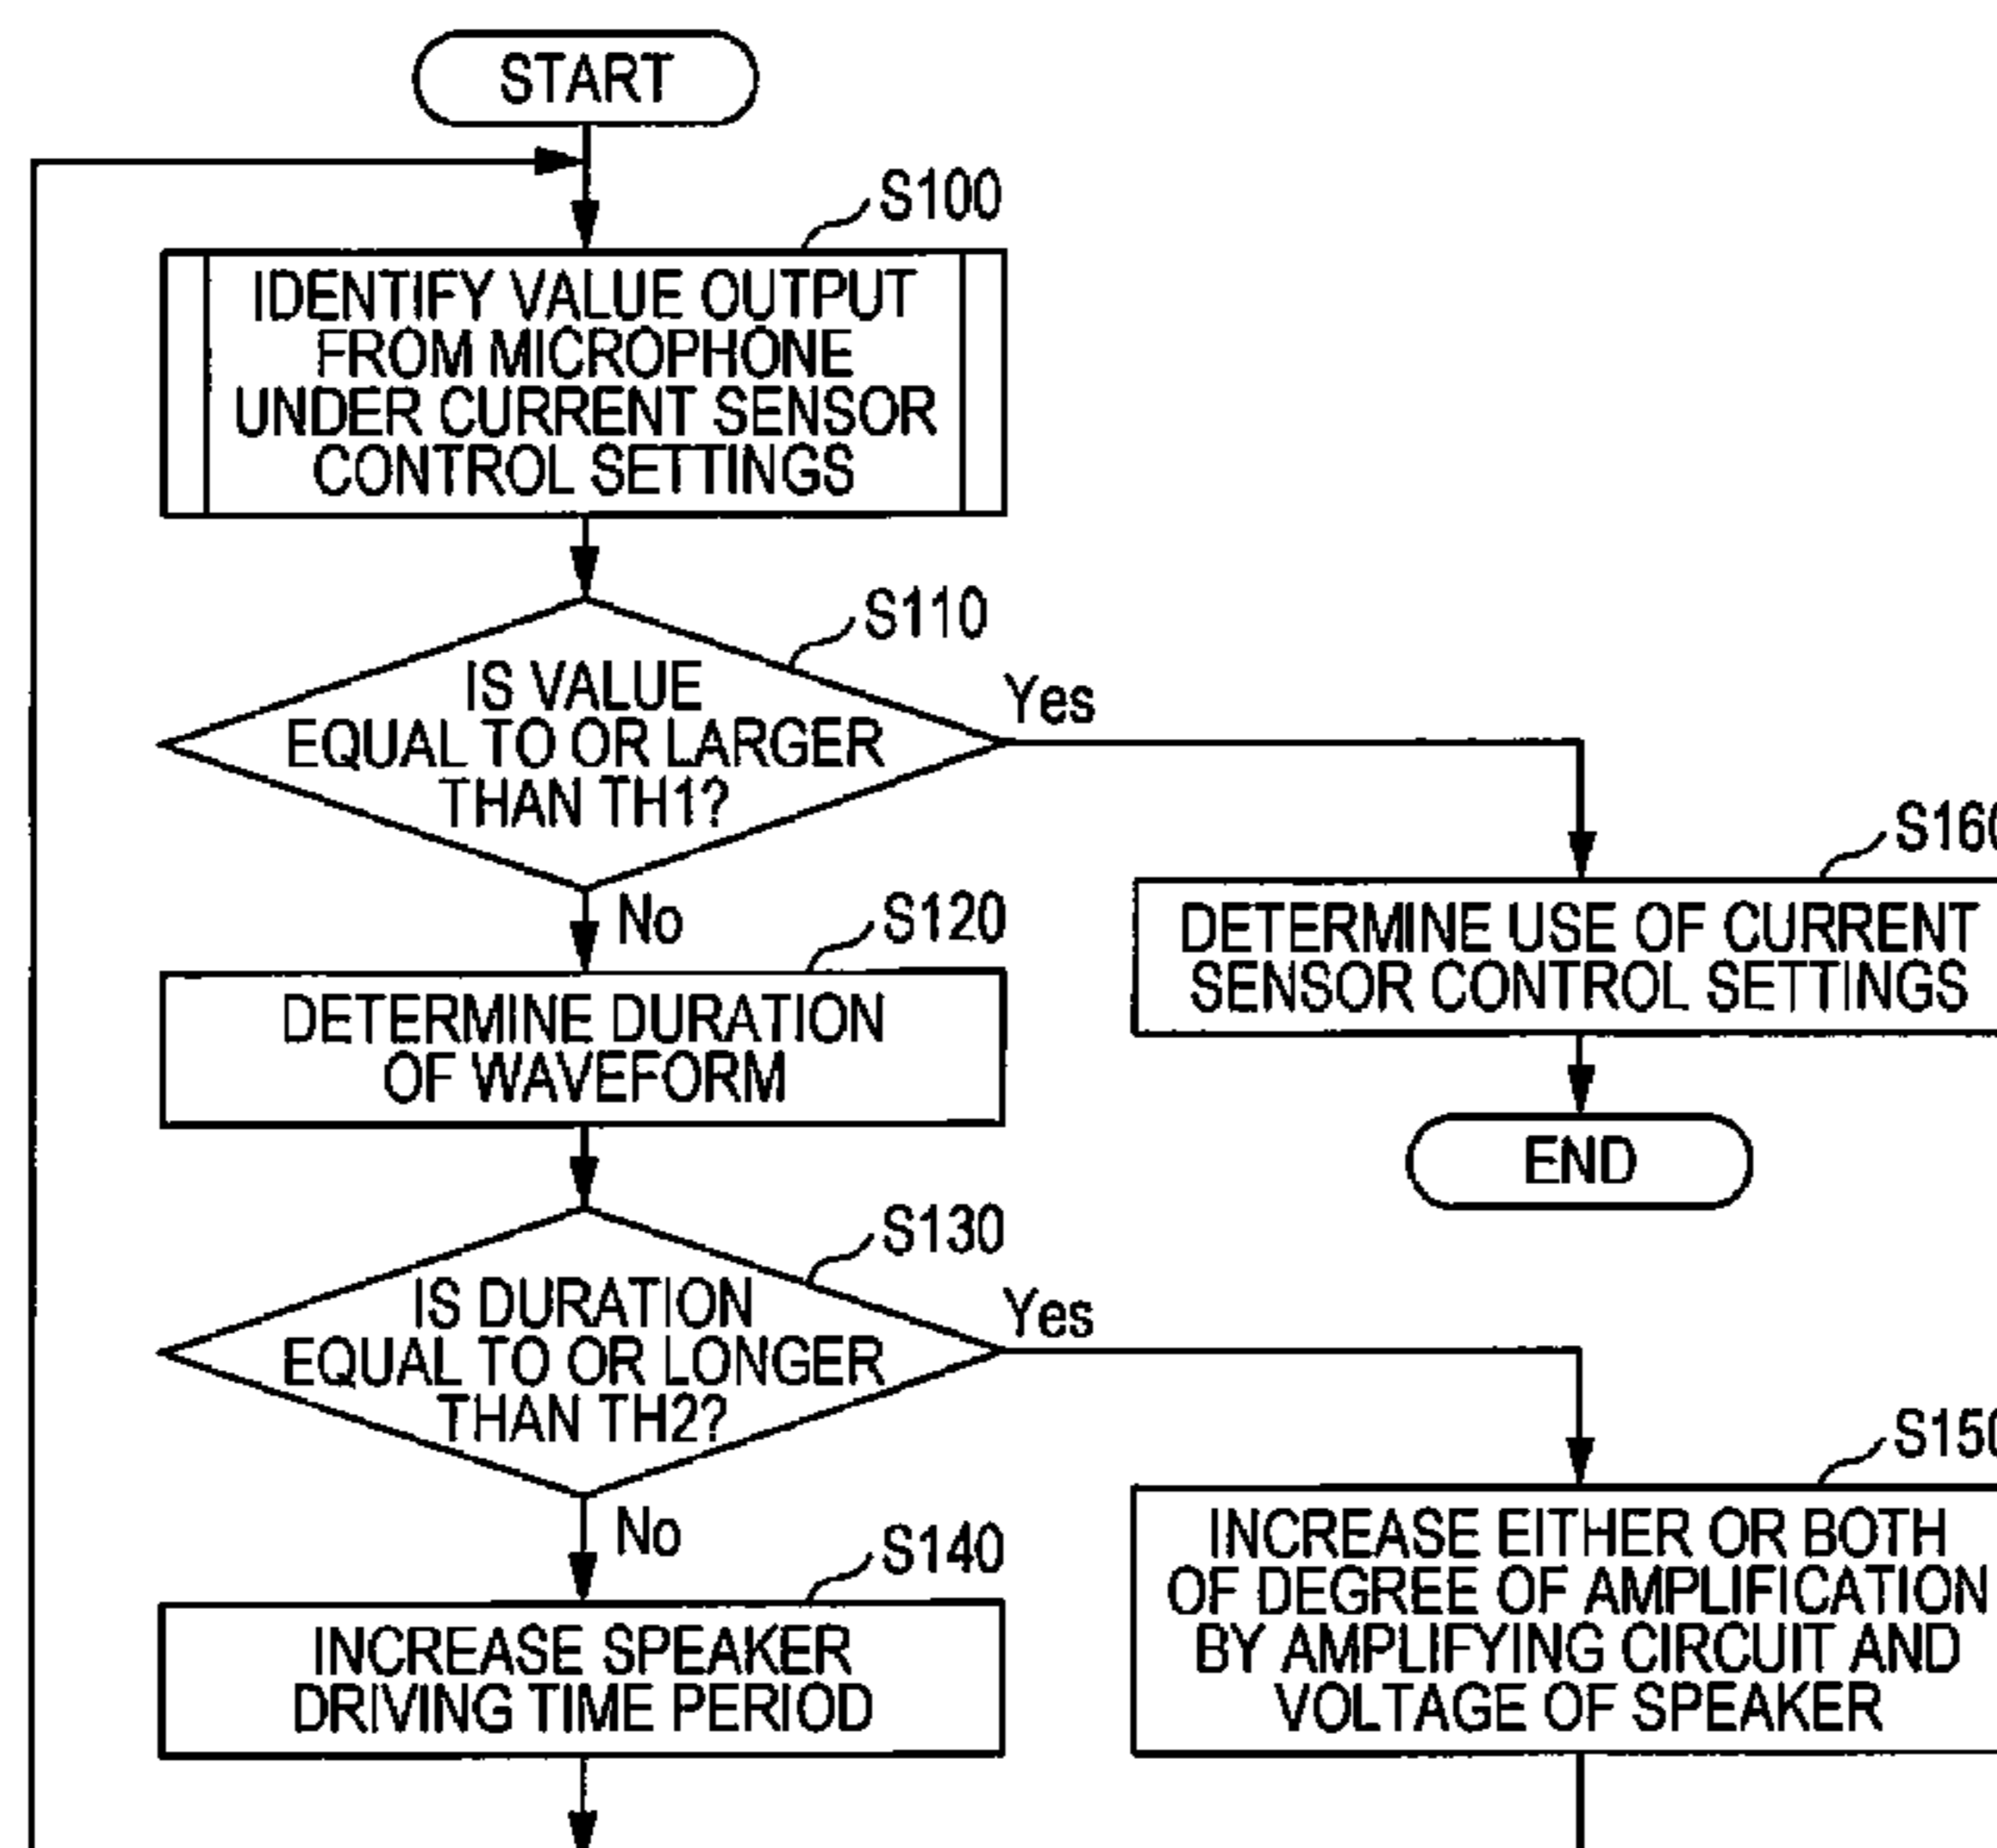 START
S100
IDENTIFY VALUE OUTPUT
FROM MICROPHONE
UNDER CURRENT SENSOR
CONTROL SETTINGS
S110
IS VALUE
EQUAL TO OR LARGER
THAN TH1?
Yes
No
S160
DETERMINE USE OF CURRENT
SENSOR CONTROL SETTINGS
END
S120
DETERMINE DURATION
OF WAVEFORM
S130
IS DURATION
EQUAL TO OR LONGER
THAN TH2?
Yes
No
S140
INCREASE SPEAKER
DRIVING TIME PERIOD
S150
INCREASE EITHER OR BOTH
OF DEGREE OF AMPLIFICATION
BY AMPLIFYING CIRCUIT AND
VOLTAGE OF SPEAKER